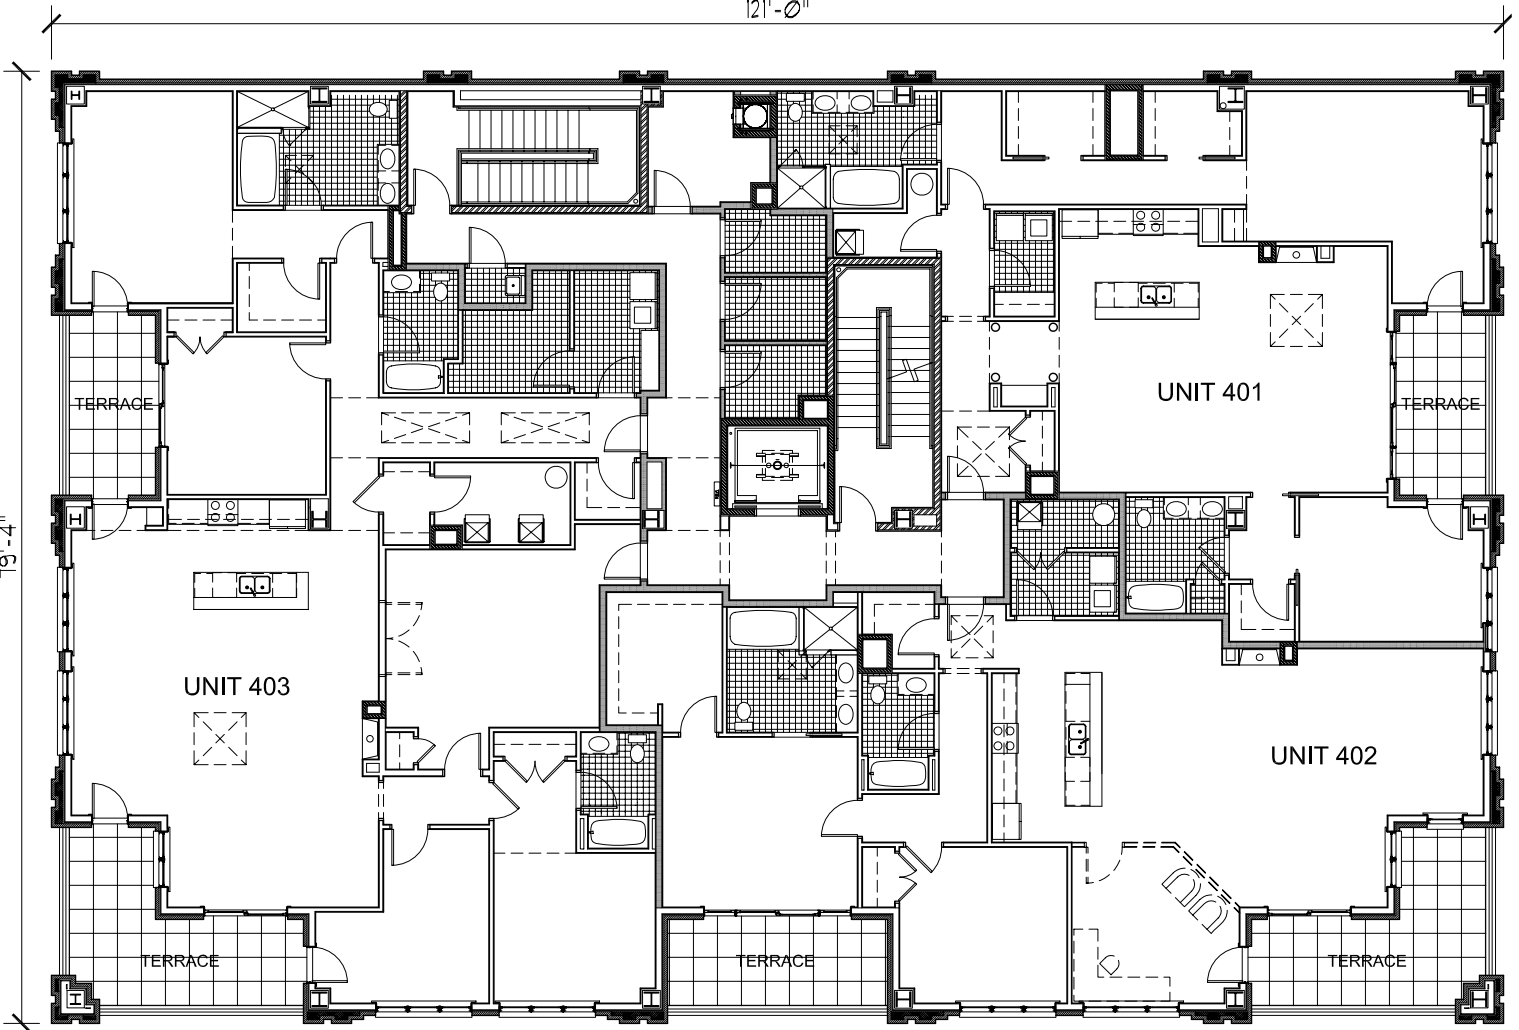 121'-0"
UNIT 401
TERRACE
TERRACE
79'-4"
UNIT 403
UNIT 402
TERRACE
TERRACE
TERRACE